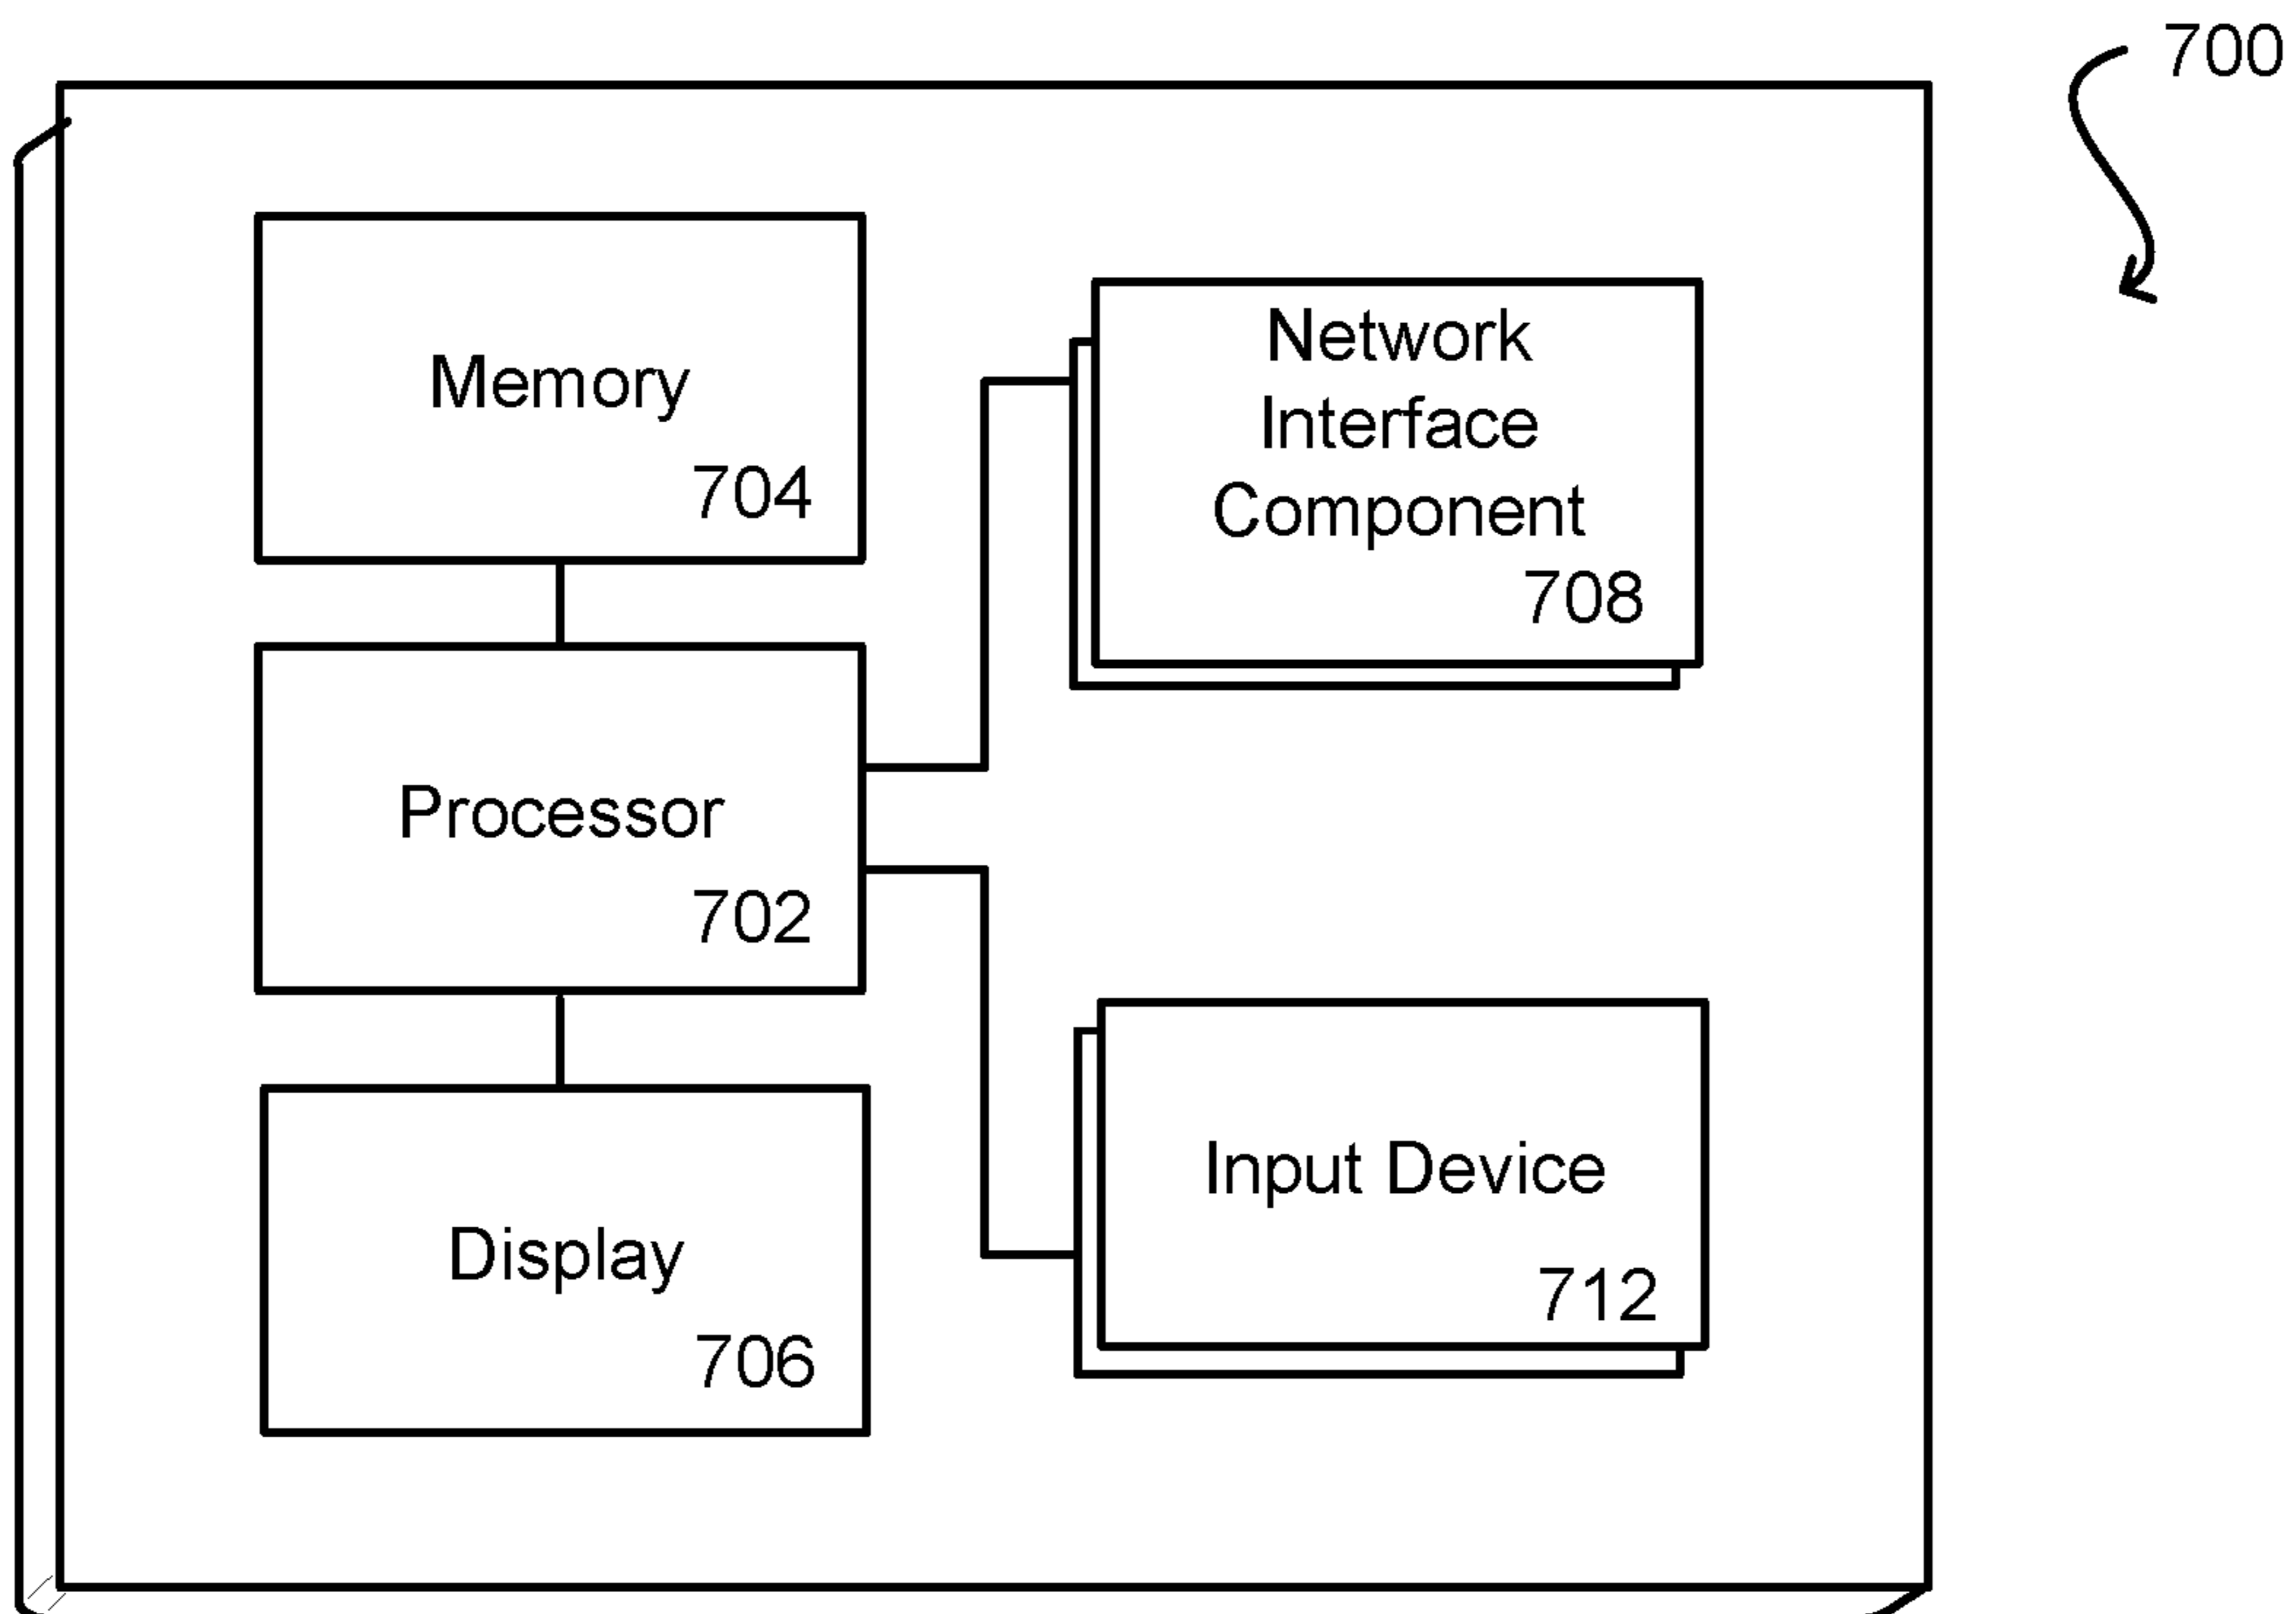 700
Memory
704
Network
Interface
Component
708
Processor
702
Input Device
712
Display
706